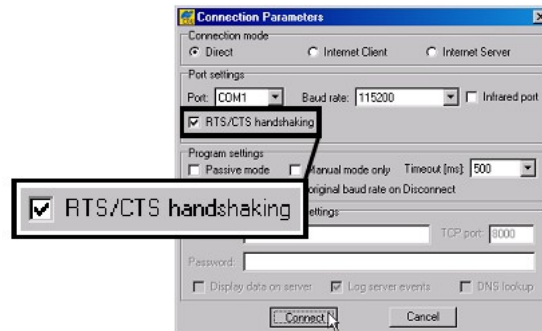 Connection Parameters
Connection mode
Direct Internet Client Internet Server
Port settings
Port: COM1 Baud rate: 115200 Infrared port
RTS/CTS handshaking
Program settings
Passive mode Manual mode only Timeout [ms]: 500
original baud rate on Disconnect
RTS/CTS handshaking
ettings
TCP port: 8000
Password:
Display data on server Log server events DNS lookup
Connect Cancel